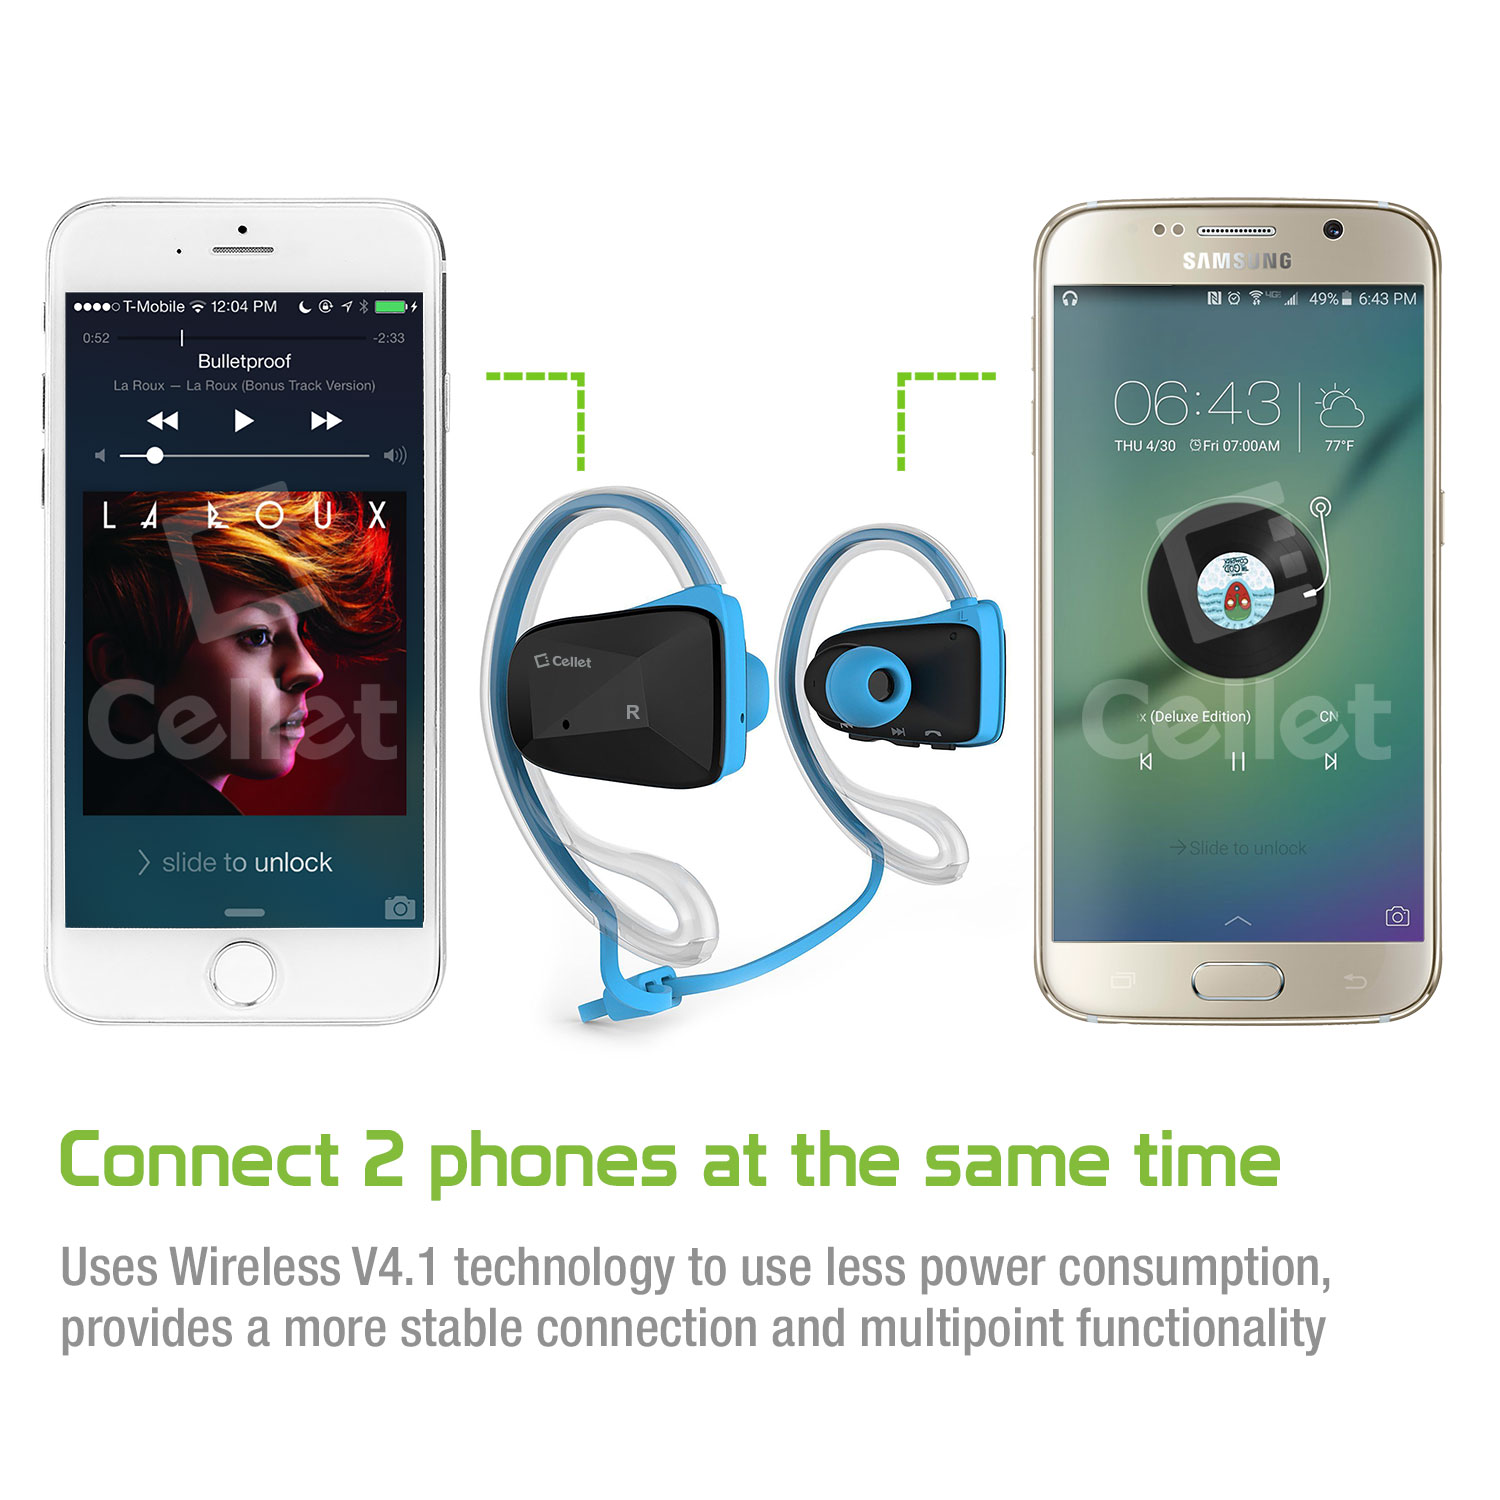 T-Mobile 12:04 PM
0:52 -2:33
Bulletproof
La Roux — La Roux (Bonus Track Version)
LA ROUX
Cellet
slide to unlock
Cellet
R
L
SAMSUNG
49% 6:43 PM
06:43
THU 4/30 Fri 07:00AM
77°F
Cellet
x (Deluxe Edition) CN
Slide to unlock
Connect 2 phones at the same time
Uses Wireless V4.1 technology to use less power consumption,
provides a more stable connection and multipoint functionality